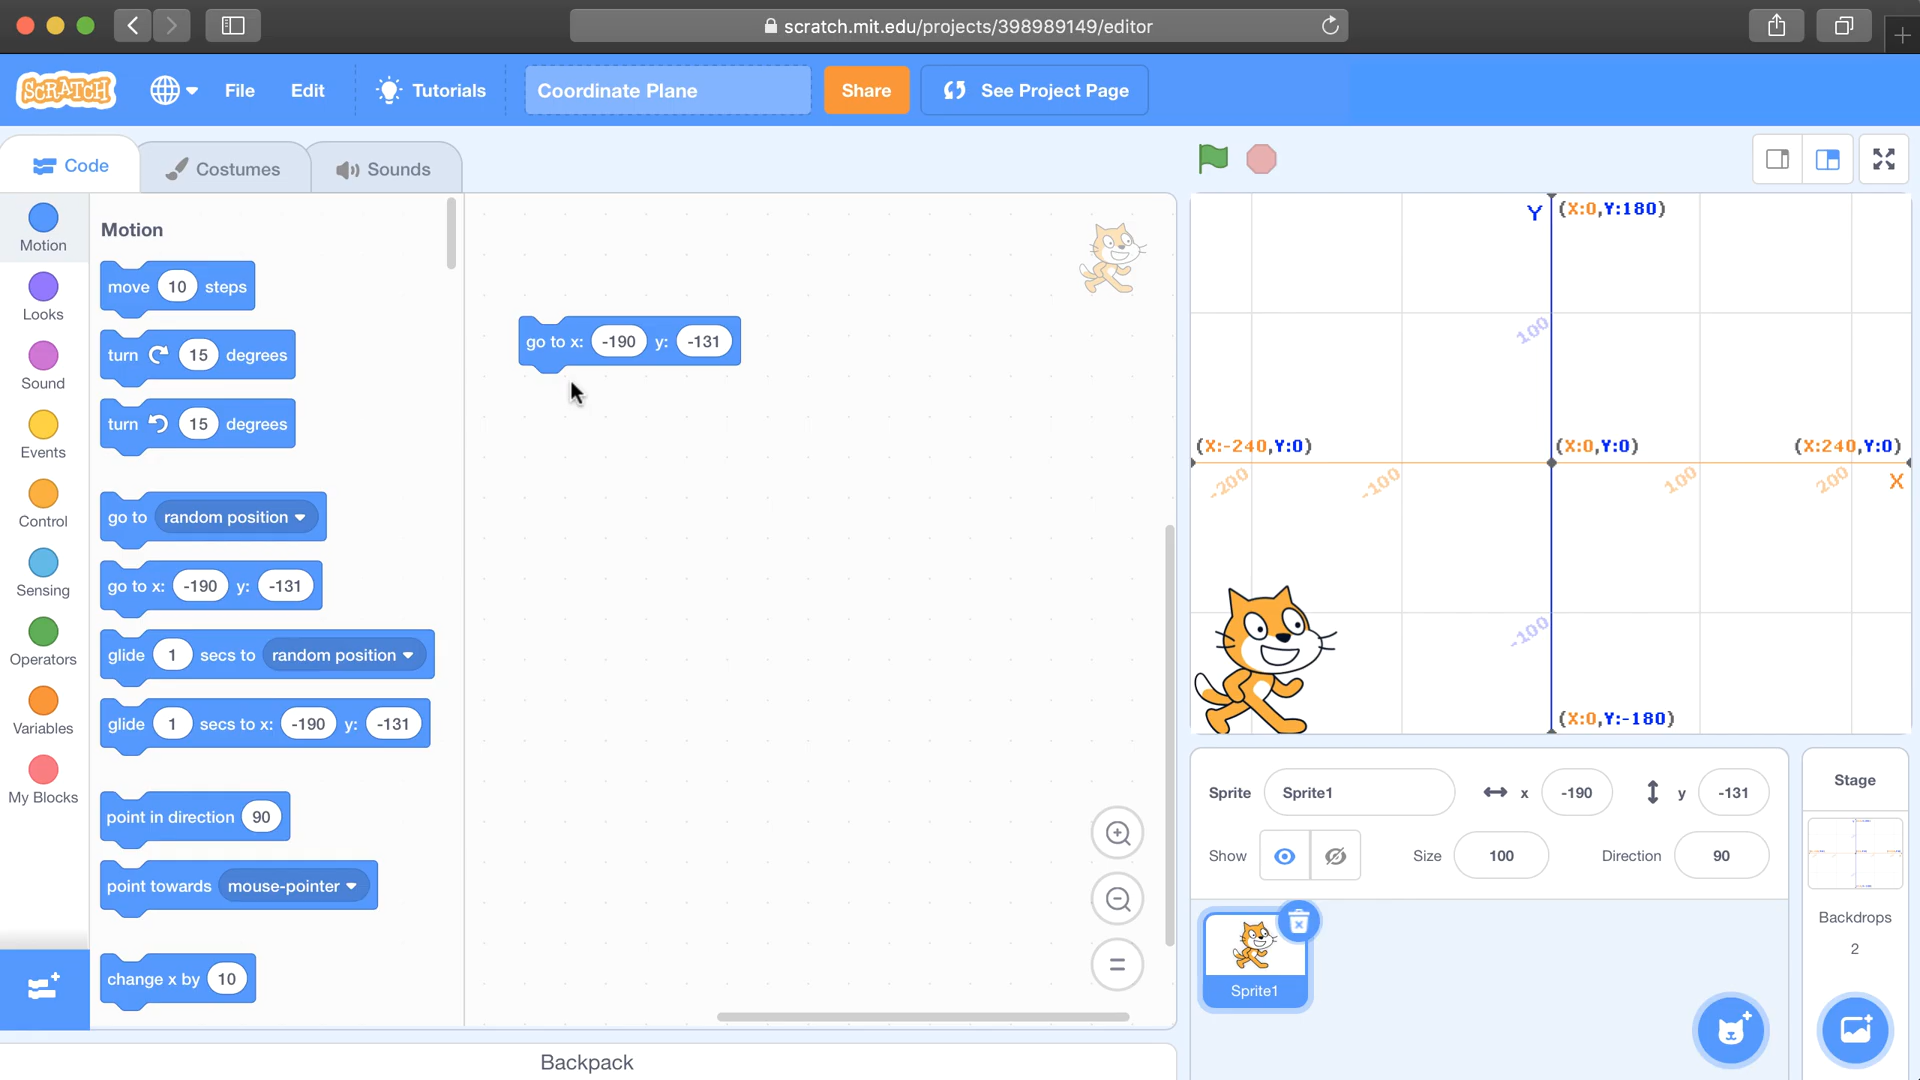 scratch.mit.edu/projects/398989149/editor
SCRATCH
File
Edit
Tutorials
Coordinate Plane
Share
See Project Page
Code
Costumes
Sounds
Motion
Looks
Sound
Events
Control
Sensing
Operators
Variables
My Blocks
Motion
move 10 steps
turn 15 degrees
turn 15 degrees
go to random position
go to x: -190 y: -131
glide 1 secs to random position
glide 1 secs to x: -190 y: -131
point in direction 90
point towards mouse-pointer
change x by 10
go to x: -190 y: -131
Backpack
Y (X:0,Y:180)
100
(X:-240,Y:0)
(X:0,Y:0)
(X:240,Y:0)
-200
-100
100
200
X
-100
(X:0,Y:-180)
Sprite Sprite1 x -190 y -131
Show Size 100 Direction 90
Sprite1
Stage
Backdrops
2